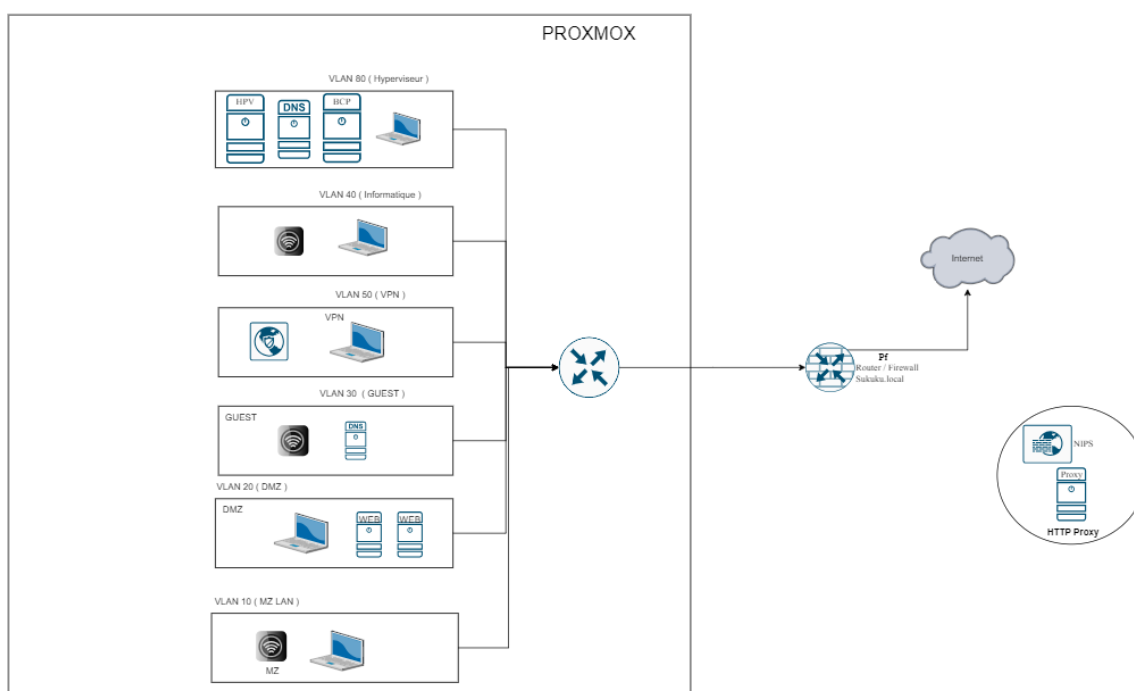 PROXMOX
VLAN 80 ( Hyperviseur )
HPV
DNS
BCP
VLAN 40 ( Informatique )
VLAN 50 ( VPN )
VPN
VLAN 30 ( GUEST )
GUEST
DNS
VLAN 20 ( DMZ )
DMZ
WEB
WEB
VLAN 10 ( MZ LAN )
MZ
Internet
Pf
Router / Firewall
Sukuku.local
NIPS
Proxy
HTTP Proxy